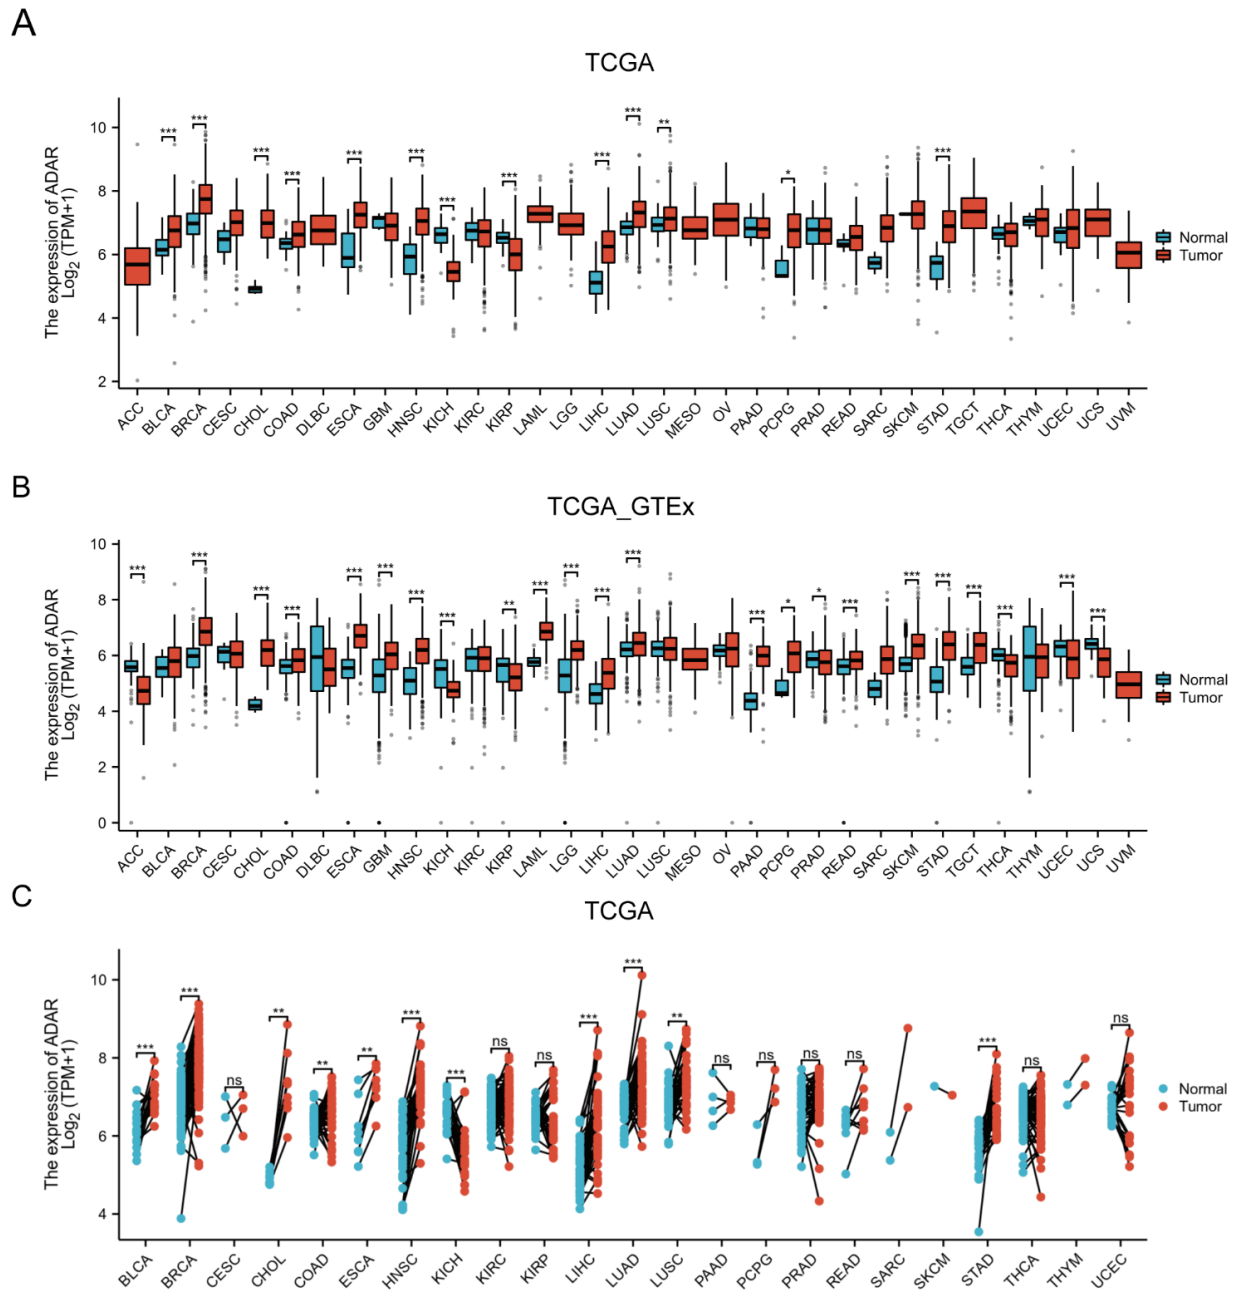 A
TCGA
The expression of ADAR
Log2 (TPM+1)
10
8
6
4
2
*** *** *** *** *** *** *** *** *** *** ** * ***
Normal
Tumor
ACC BLCA BRCA CESC CHOL COAD DLBC ESCA GBM HNSC KICH KIRC KIRP LAML LGG LIHC LUAD LUSC MESO OV PAAD PCPG PRAD READ SARC SKCM STAD TGCT THCA THYM UCEC UCS UVM
B
TCGA_GTEx
The expression of ADAR
Log2 (TPM+1)
10
8
6
4
2
0
*** *** *** *** *** *** *** *** ** *** *** *** *** *** * * *** *** *** *** *** *** ***
Normal
Tumor
ACC BLCA BRCA CESC CHOL COAD DLBC ESCA GBM HNSC KICH KIRC KIRP LAML LGG LIHC LUAD LUSC MESO OV PAAD PCPG PRAD READ SARC SKCM STAD TGCT THCA THYM UCEC UCS UVM
C
TCGA
The expression of ADAR
Log2 (TPM+1)
10
8
6
4
*** *** ns ** ** ** *** *** ns ns *** *** ** ns ns ns ns *** ns ns
Normal
Tumor
BLCA BRCA CESC CHOL COAD ESCA HNSC KICH KIRC KIRP LIHC LUAD LUSC PAAD PCPG PRAD READ SARC SKCM STAD THCA THYM UCEC